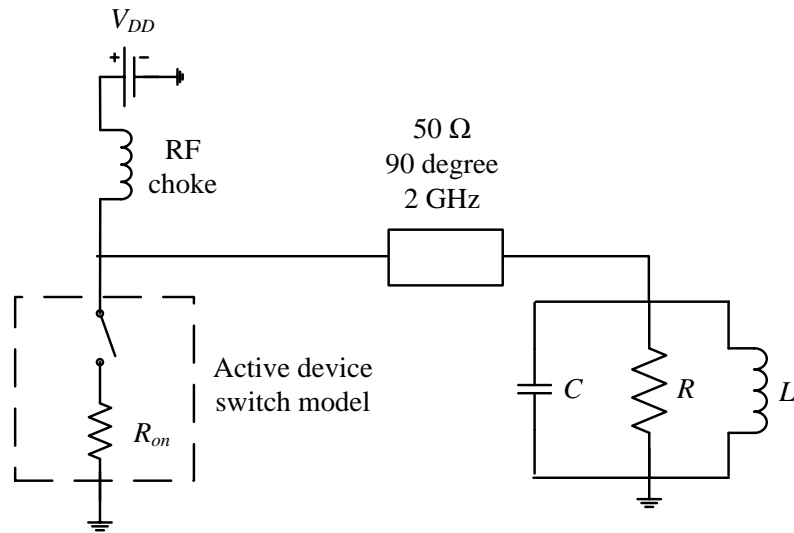 V_DD
+ −
RF
choke
50 Ω
90 degree
2 GHz
Active device
switch model
R_on
C
R
L